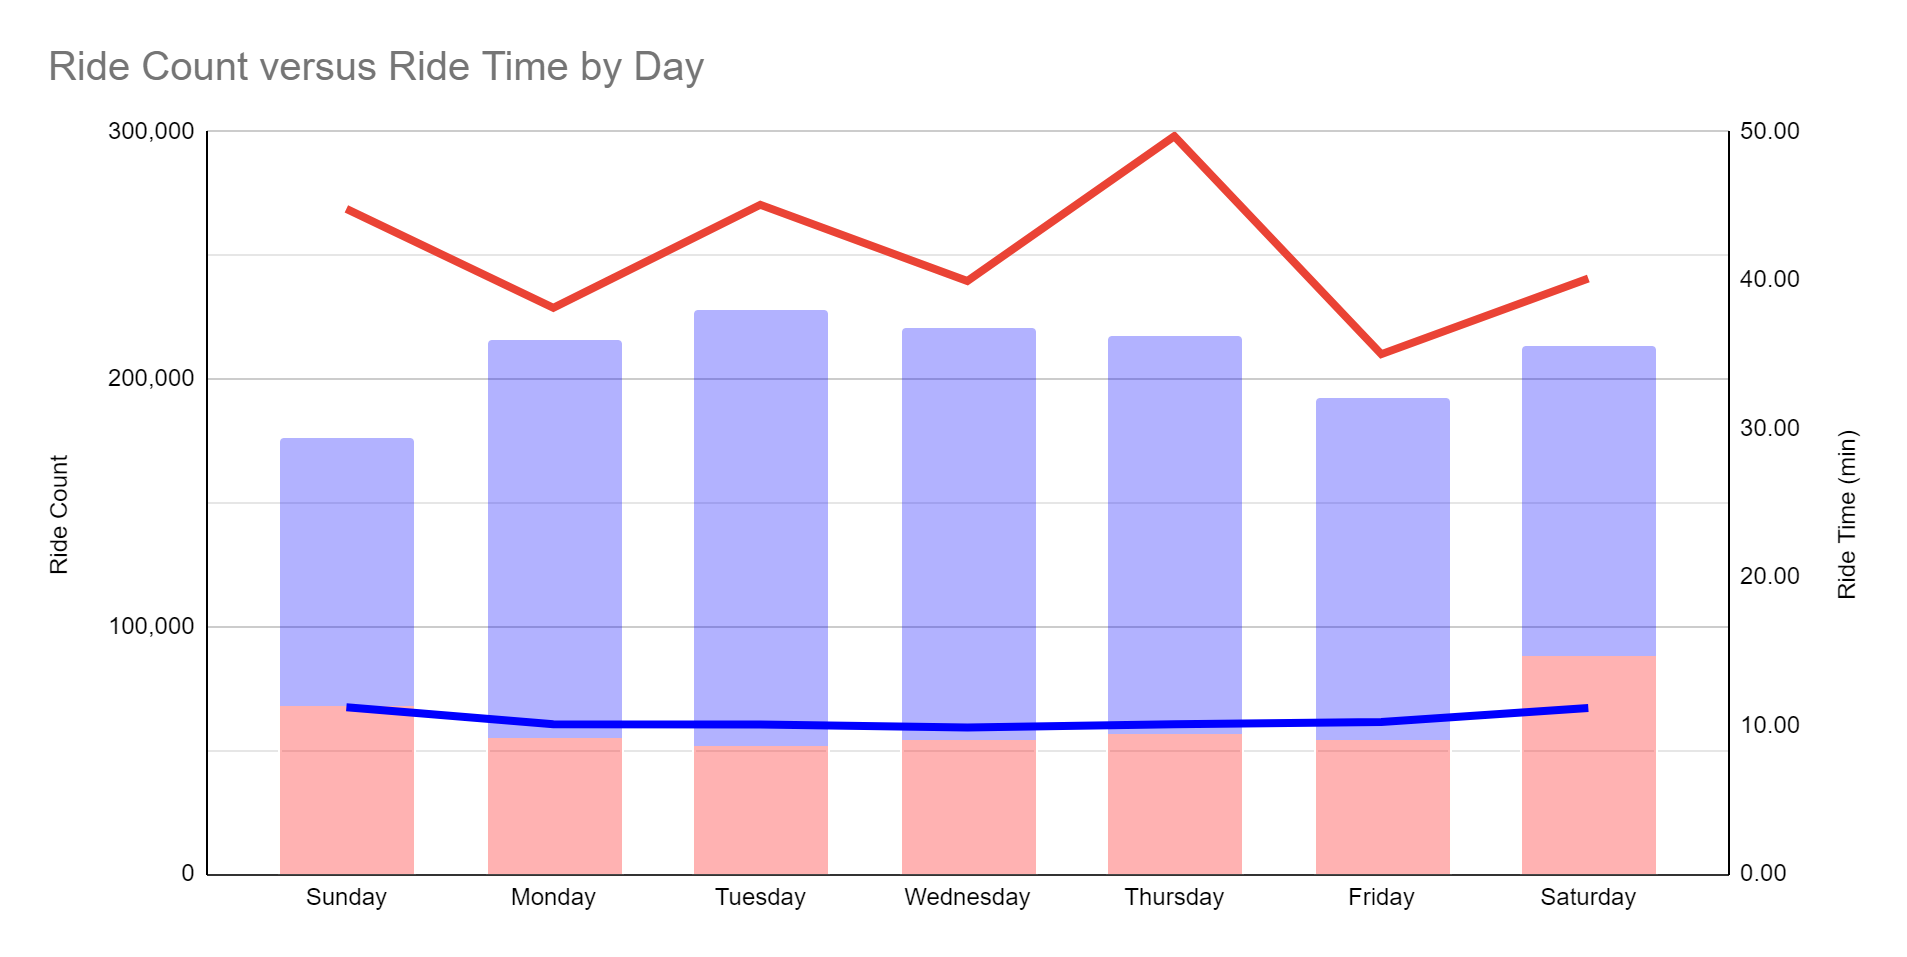 Ride Count versus Ride Time by Day
300,000
200,000
100,000
0
Ride Count
50.00
40.00
30.00
20.00
10.00
0.00
Ride Time (min)
Sunday
Monday
Tuesday
Wednesday
Thursday
Friday
Saturday